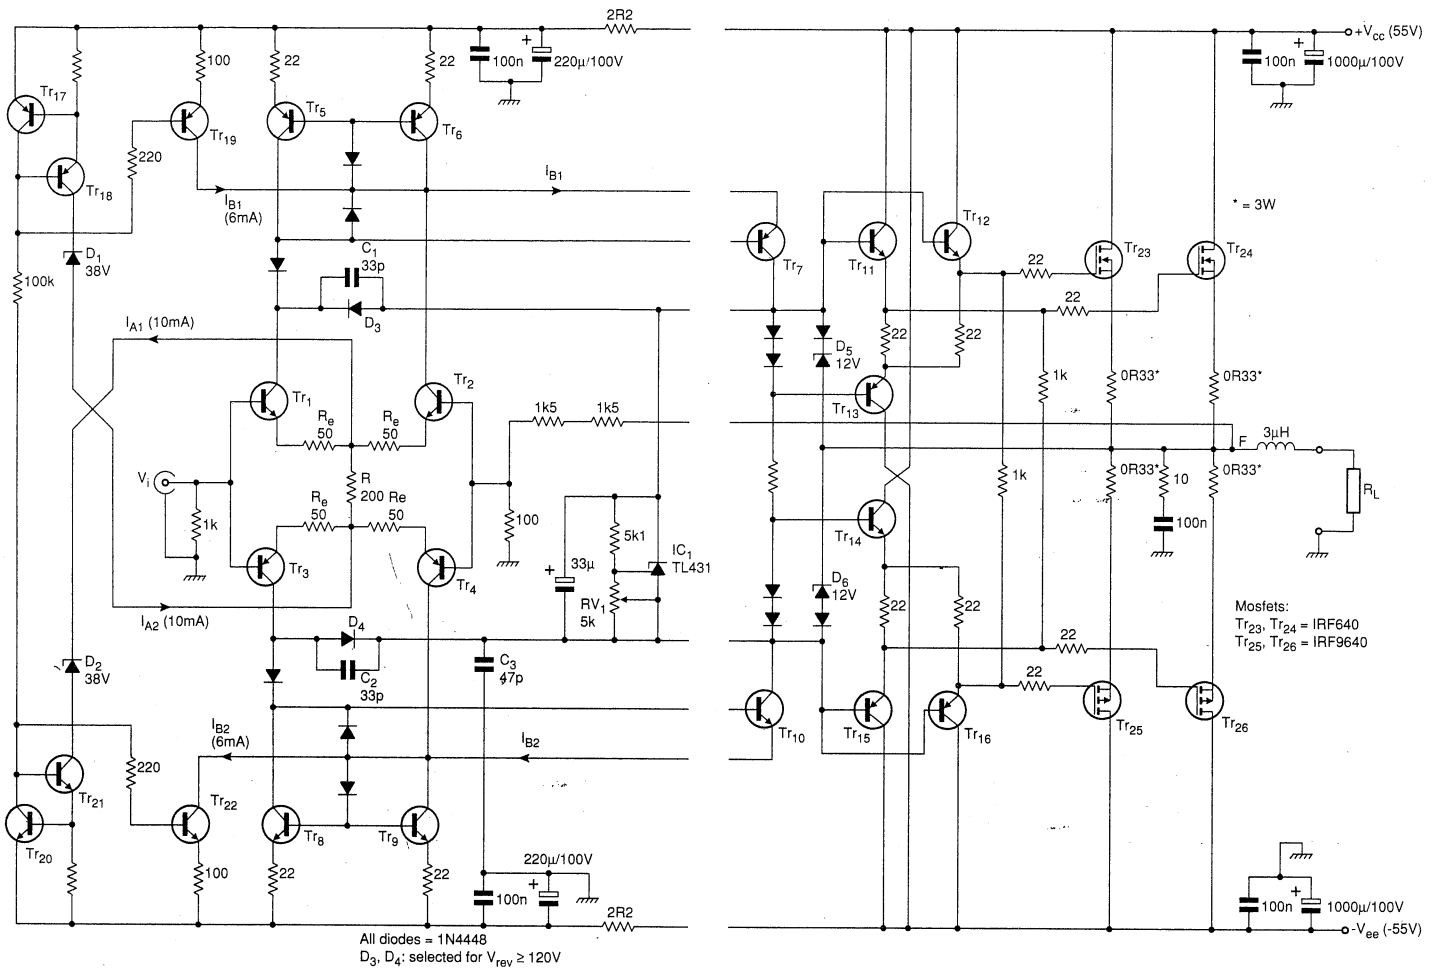 2R2
+Vcc (55V)
100
22
22
100n
+
220µ/100V
100n
+
1000µ/100V
Tr17
Tr19
Tr5
Tr6
220
Tr18
IB1
(6mA)
IB1
* = 3W
Tr12
D1
38V
C1
33p
Tr7
Tr11
22
Tr23
Tr24
100k
22
IA1 (10mA)
D3
22
22
D5
12V
1k
0R33*
0R33*
Tr1
Tr2
Tr13
Re
50
Re
50
1k5
1k5
F
3µH
Vi
R
200
1k
0R33*
10
0R33*
RL
1k
Re
50
Re
50
100
5k1
Tr14
100n
Tr3
Tr4
+
33µ
IC1
TL431
D6
12V
RV1
5k
22
22
IA2 (10mA)
D4
22
Mosfets:
Tr23, Tr24 = IRF640
Tr25, Tr26 = IRF9640
D2
38V
C2
33p
C3
47p
22
IB2
(6mA)
IB2
Tr10
Tr15
Tr16
Tr25
Tr26
220
Tr21
Tr22
Tr20
Tr8
Tr9
100
22
22
220µ/100V
+
100n
100n
+
1000µ/100V
2R2
-Vee (-55V)
All diodes = 1N4448
D3, D4: selected for Vrev ≥ 120V